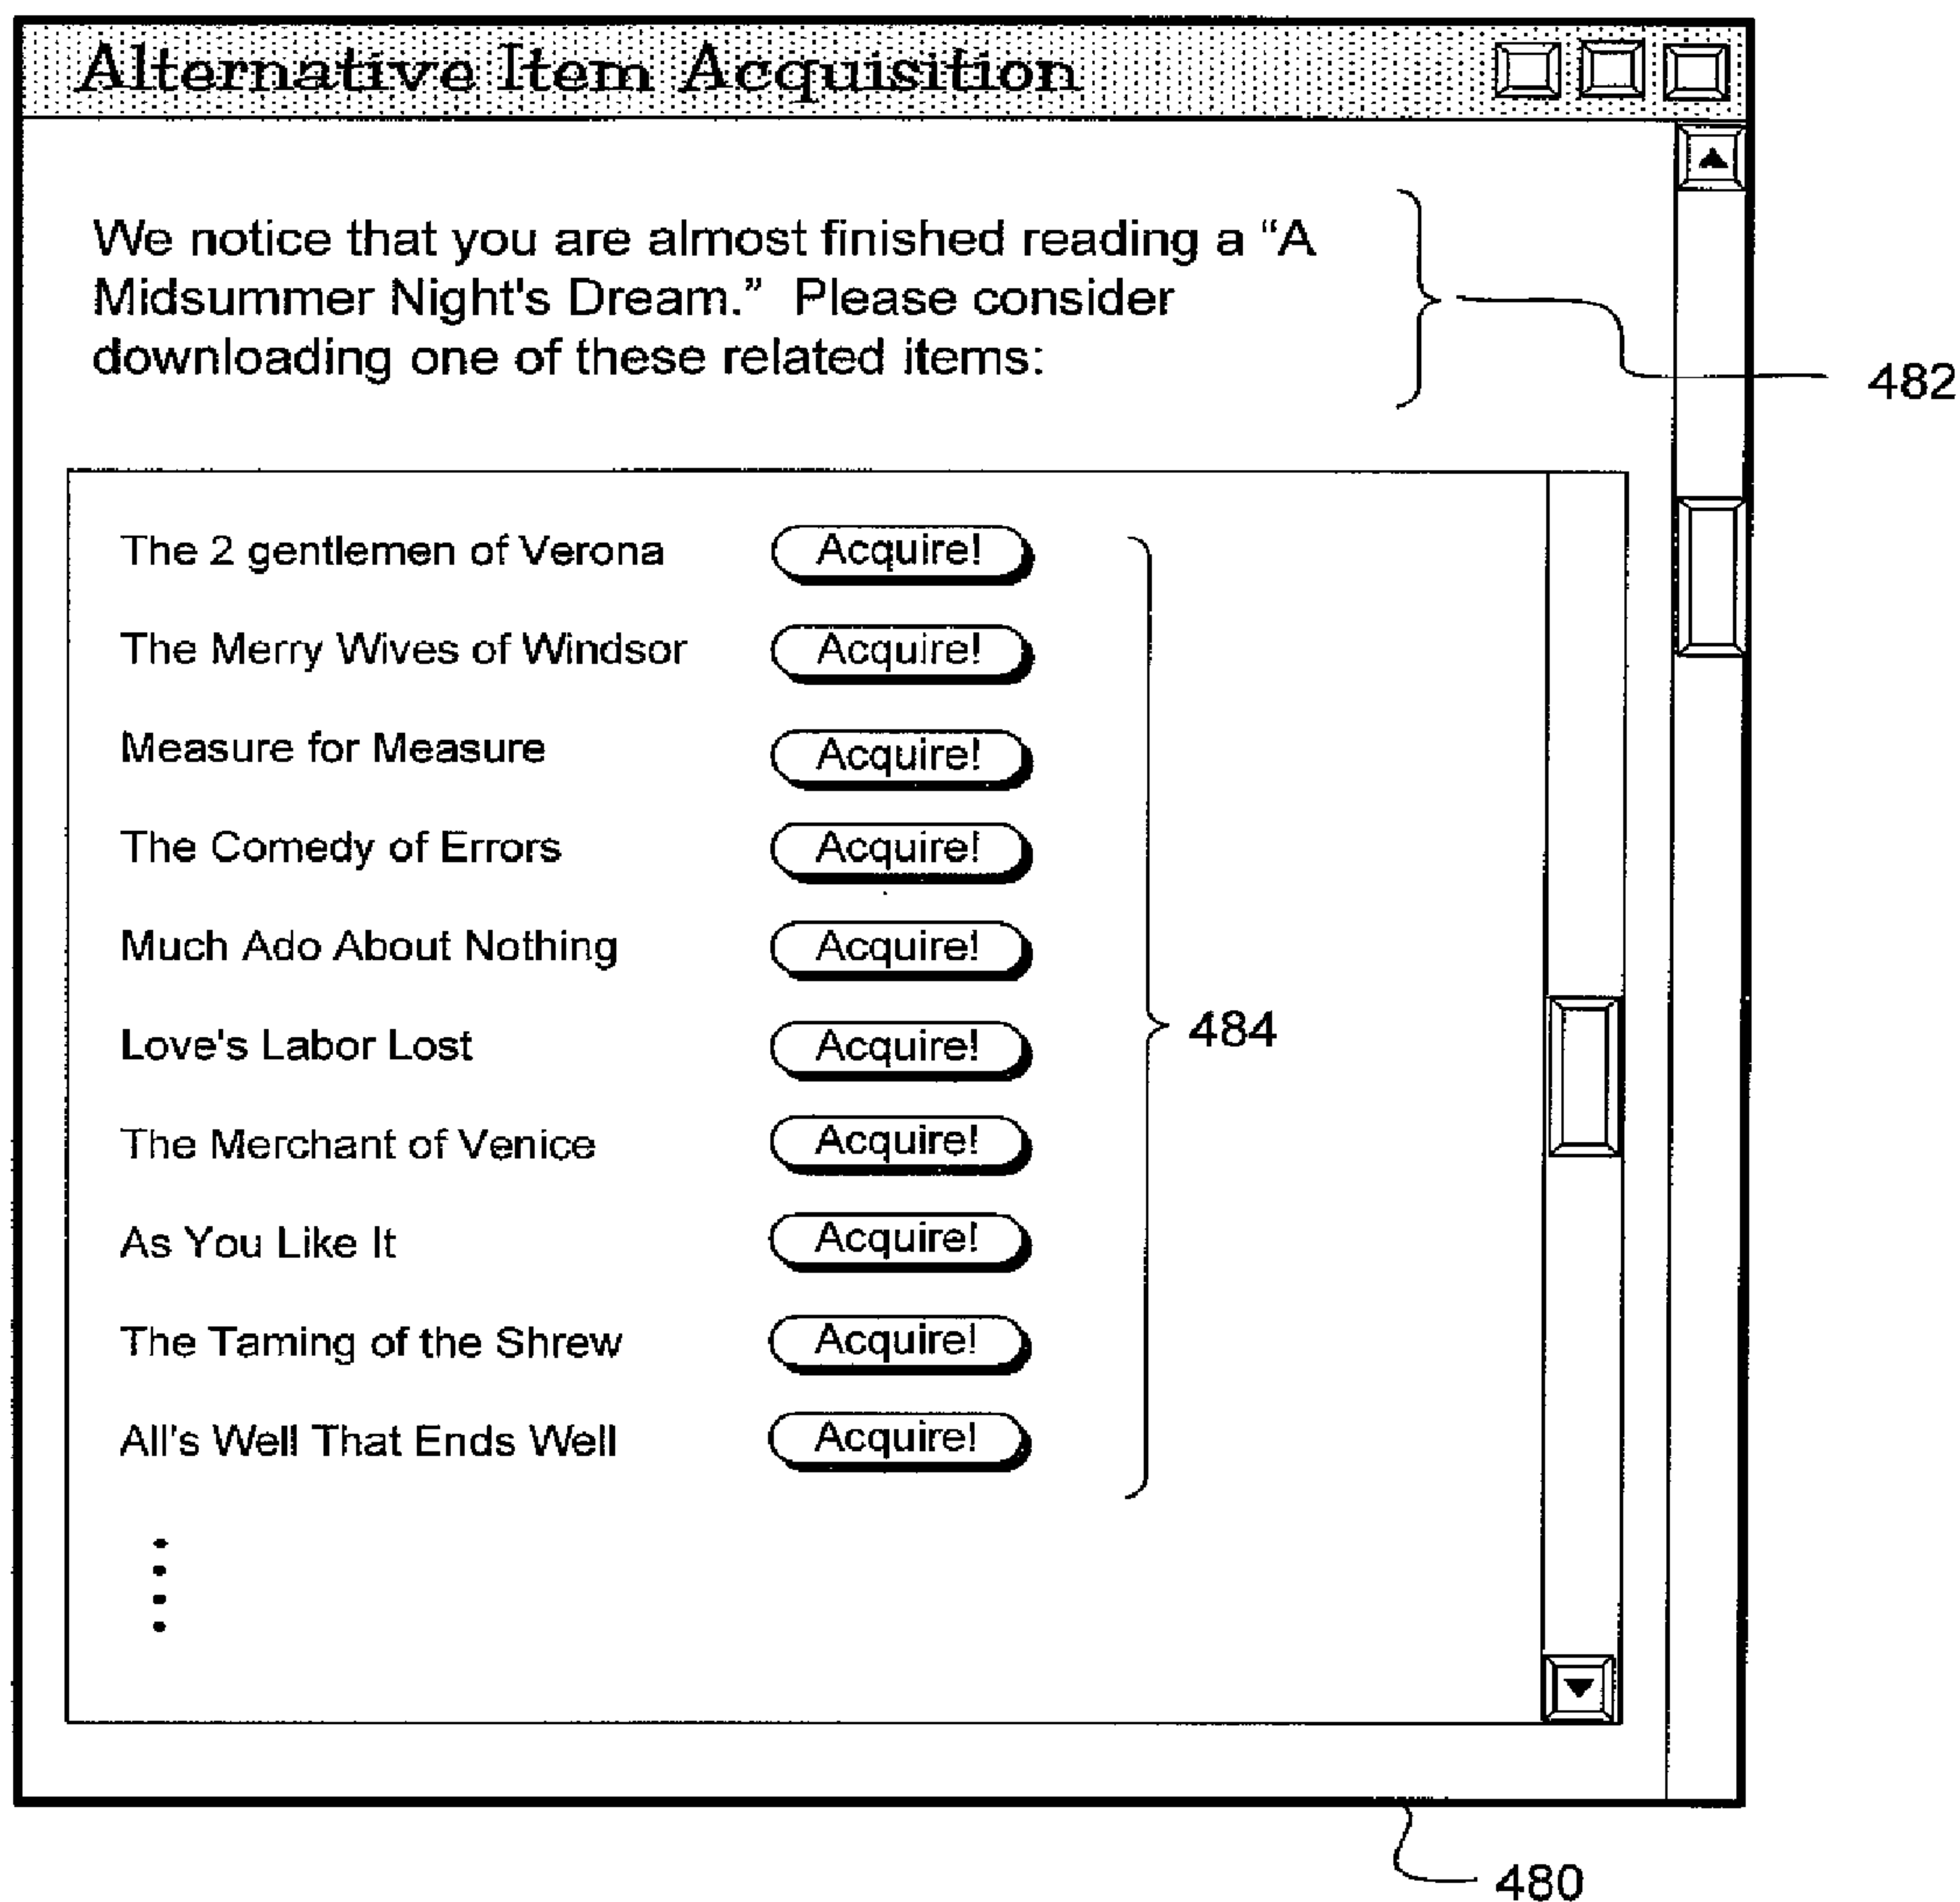 Alternative Item Acquisition
We notice that you are almost finished reading a “A
Midsummer Night's Dream.” Please consider
downloading one of these related items:
482
The 2 gentlemen of Verona Acquire!
The Merry Wives of Windsor Acquire!
Measure for Measure Acquire!
The Comedy of Errors Acquire!
Much Ado About Nothing Acquire!
484
Love's Labor Lost Acquire!
The Merchant of Venice Acquire!
As You Like It Acquire!
The Taming of the Shrew Acquire!
All's Well That Ends Well Acquire!
480